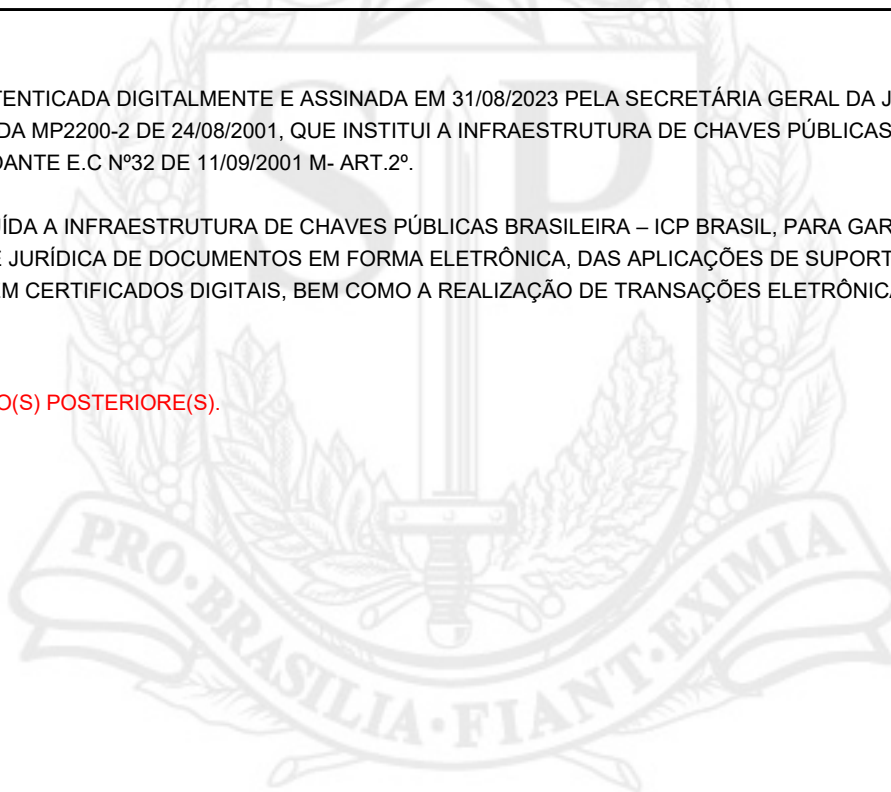 TENTICADA DIGITALMENTE E ASSINADA EM 31/08/2023 PELA SECRETÁRIA GERAL DA J
DA MP2200-2 DE 24/08/2001, QUE INSTITUI A INFRAESTRUTURA DE CHAVES PÚBLICAS
DANTE E.C Nº32 DE 11/09/2001 M- ART.2º.
ÍDA A INFRAESTRUTURA DE CHAVES PÚBLICAS BRASILEIRA – ICP BRASIL, PARA GAR
E JURÍDICA DE DOCUMENTOS EM FORMA ELETRÔNICA, DAS APLICAÇÕES DE SUPORT
EM CERTIFICADOS DIGITAIS, BEM COMO A REALIZAÇÃO DE TRANSAÇÕES ELETRÔNICA
O(S) POSTERIORE(S).
SP
PRO·BRASILIA·FIANT·EXIMIA